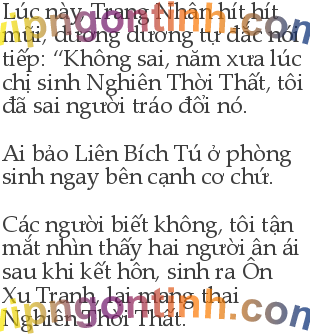 Lúc này, Trang Nhân hít hít
mũi, dương dương tự đắc nói
tiếp: “Không sai, năm xưa lúc
chị sinh Nghiên Thời Thất, tôi
đã sai người tráo đổi nó.
Ai bảo Liên Bích Tú ở phòng
sinh ngay bên cạnh cơ chứ.
Các người biết không, tôi tận
mắt nhìn thấy hai người ân ái
sau khi kết hôn, sinh ra Ôn
Xu Tranh, lại mang thai
Nghiên Thời Thất.